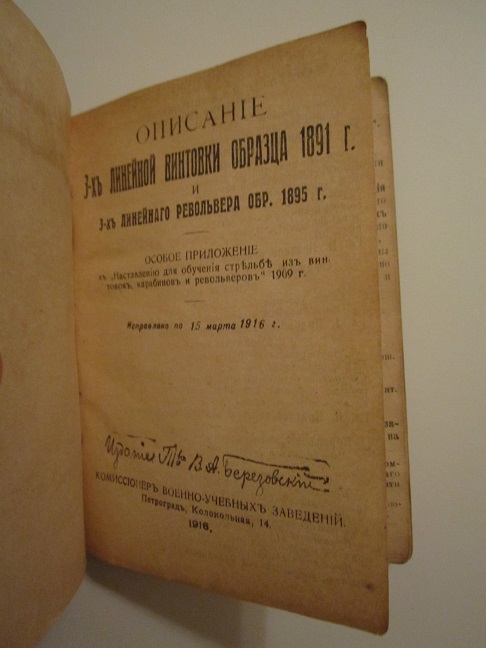 ОПИСАНІЕ
3-хъ ЛИНЕЙНОЙ ВИНТОВКИ ОБРАЗЦА 1891 г.
И
3-хъ ЛИНЕЙНАГО РЕВОЛЬВЕРА ОБР. 1895 г.
ОСОБОЕ ПРИЛОЖЕНІЕ
къ „Наставленію для обученія стрѣльбѣ изъ вин-
товокъ, карабиновъ и револьверовъ" 1909 г.
Исправлено по 15 марта 1916 г.
Изданіе Т-ва В. А. Березовскій
КОМИССІОНЕРЪ ВОЕННО-УЧЕБНЫХЪ ЗАВЕДЕНІЙ.
Петроградъ, Колокольная, 14.
1916.